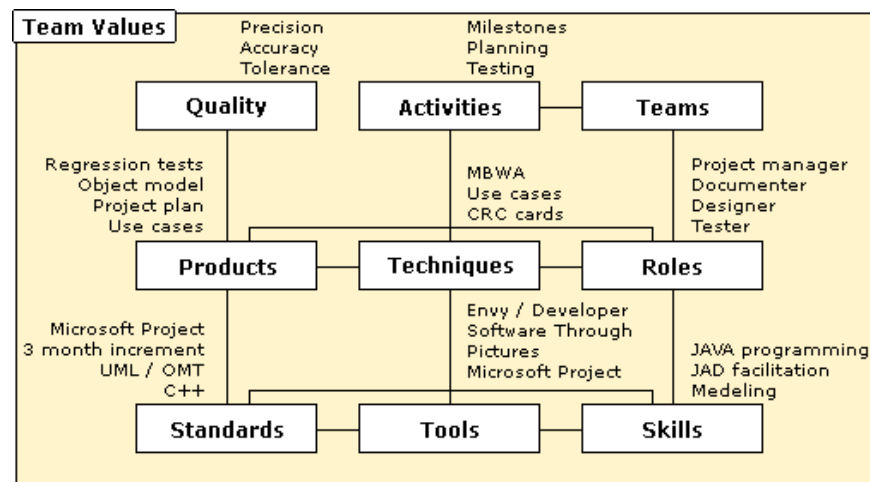 Team Values
Precision
Accuracy
Tolerance
Milestones
Planning
Testing
Quality
Activities
Teams
Regression tests
Object model
Project plan
Use cases
MBWA
Use cases
CRC cards
Project manager
Documenter
Designer
Tester
Products
Techniques
Roles
Microsoft Project
3 month increment
UML / OMT
C++
Envy / Developer
Software Through
Pictures
Microsoft Project
JAVA programming
JAD facilitation
Medeling
Standards
Tools
Skills